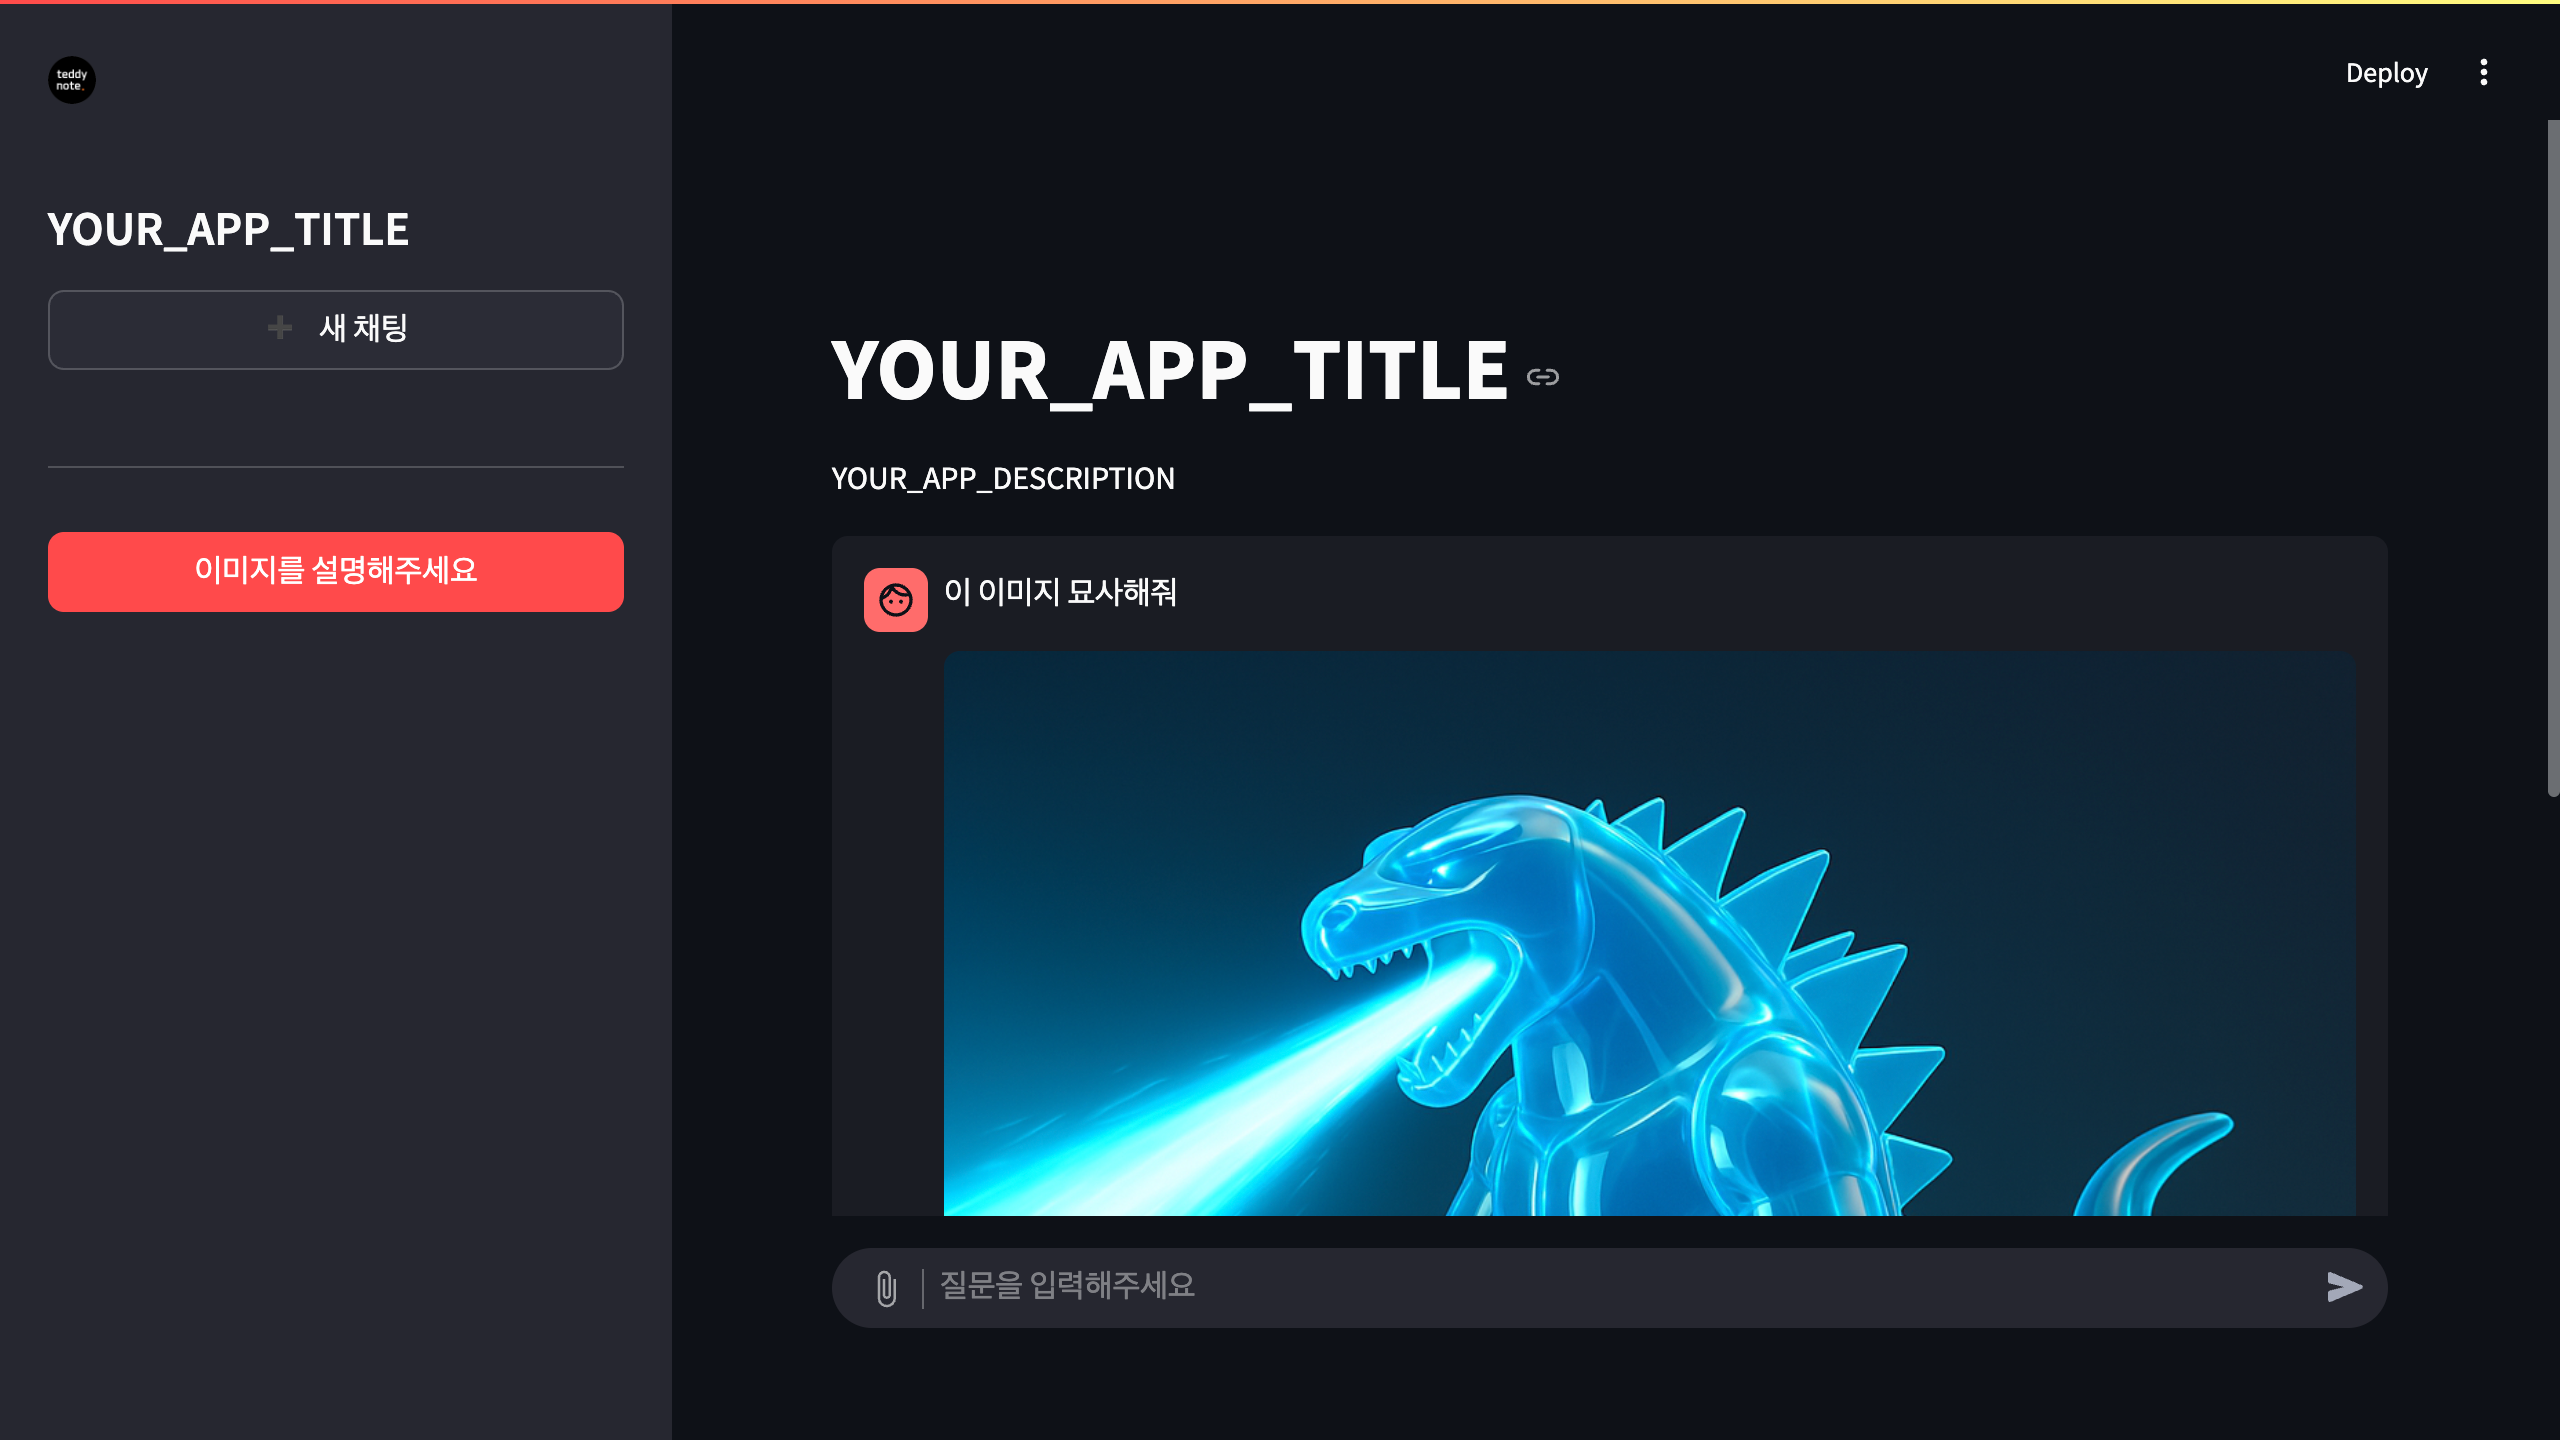 teddy
note.
YOUR_APP_TITLE
새 채팅
이미지를 설명해주세요
Deploy
YOUR_APP_TITLE
YOUR_APP_DESCRIPTION
이 이미지 묘사해줘
질문을 입력해주세요